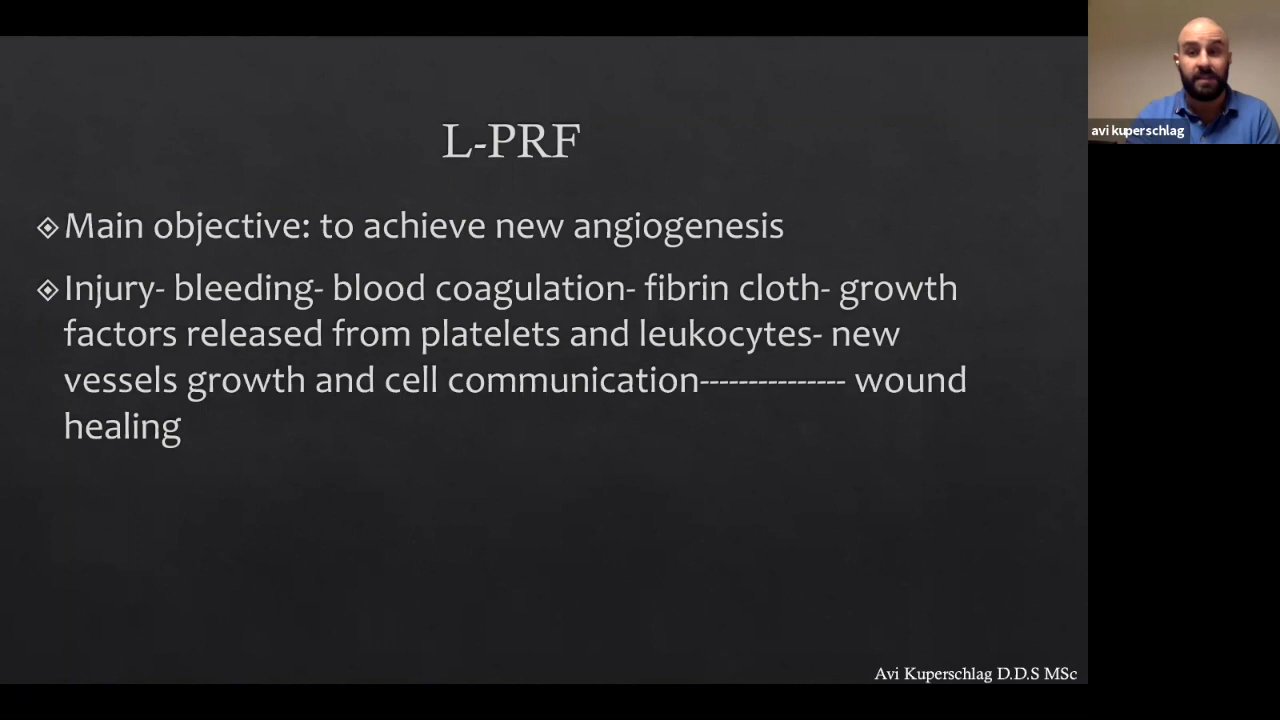 L-PRF
Main objective: to achieve new angiogenesis
Injury- bleeding- blood coagulation- fibrin cloth- growth
factors released from platelets and leukocytes- new
vessels growth and cell communication--------------- wound
healing
Avi Kuperschlag D.D.S MSc
avi kuperschlag